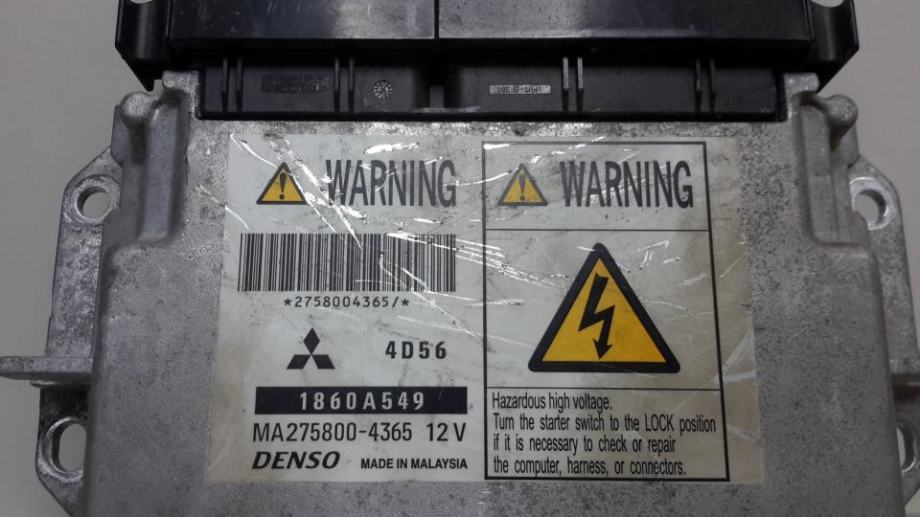 WARNING
*2758004365/*
4D56
1860A549
MA275800-4365 12V
DENSO MADE IN MALAYSIA
WARNING
Hazardous high voltage.
Turn the starter switch to the LOCK position
if it is necessary to check or repair
the computer, harness, or connectors.